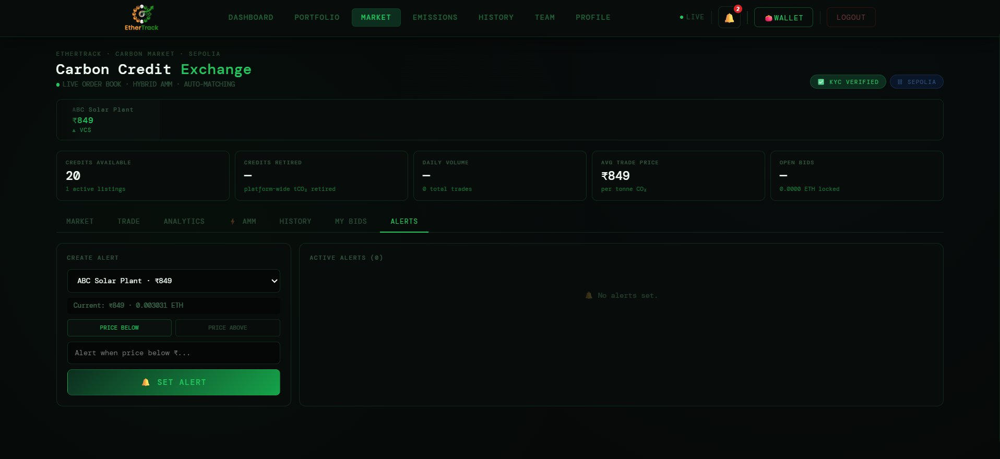 EtherTrack
DASHBOARD PORTFOLIO MARKET EMISSIONS HISTORY TEAM PROFILE LIVE 2 WALLET LOGOUT
ETHERTRACK · CARBON MARKET · SEPOLIA
Carbon Credit Exchange
LIVE ORDER BOOK · HYBRID AMM · AUTO-MATCHING
KYC VERIFIED SEPOLIA
ABC Solar Plant
₹849
▲ VCS
CREDITS AVAILABLE
20
1 active listings
CREDITS RETIRED
—
platform-wide tCO₂ retired
DAILY VOLUME
—
0 total trades
AVG TRADE PRICE
₹849
per tonne CO₂
OPEN BIDS
—
0.0000 ETH locked
MARKET TRADE ANALYTICS AMM HISTORY MY BIDS ALERTS
CREATE ALERT
ABC Solar Plant · ₹849
Current: ₹849 · 0.003031 ETH
PRICE BELOW PRICE ABOVE
Alert when price below ₹...
SET ALERT
ACTIVE ALERTS (0)
No alerts set.